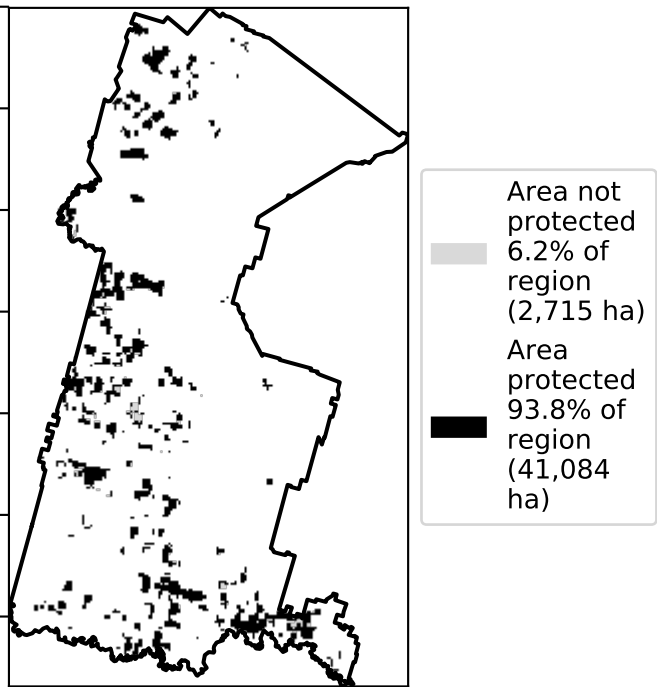 Area not
protected
6.2% of
region
(2,715 ha)
Area
protected
93.8% of
region
(41,084
ha)